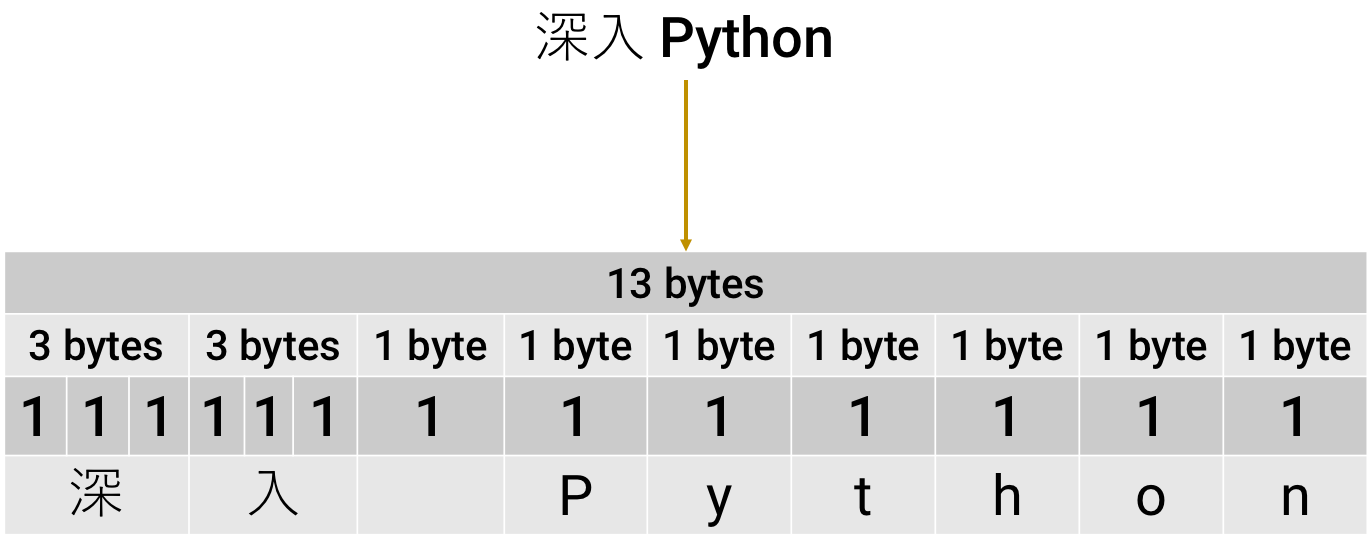 深入 Python
13 bytes
3 bytes 3 bytes 1 byte 1 byte 1 byte 1 byte 1 byte 1 byte 1 byte
1 1 1 1 1 1 1 1 1 1 1 1 1
深 入 P y t h o n